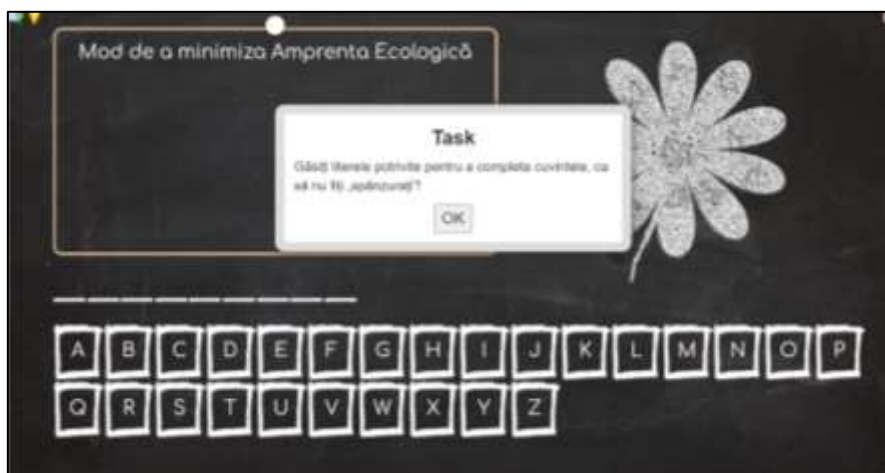 Mod de a minimiza Amprenta Ecologică
Task
Găsiți literele potrivite pentru a completa cuvintele, ca
să nu fiți „spânzurați”?
OK
A B C D E F G H I J K L M N O P
Q R S T U V W X Y Z